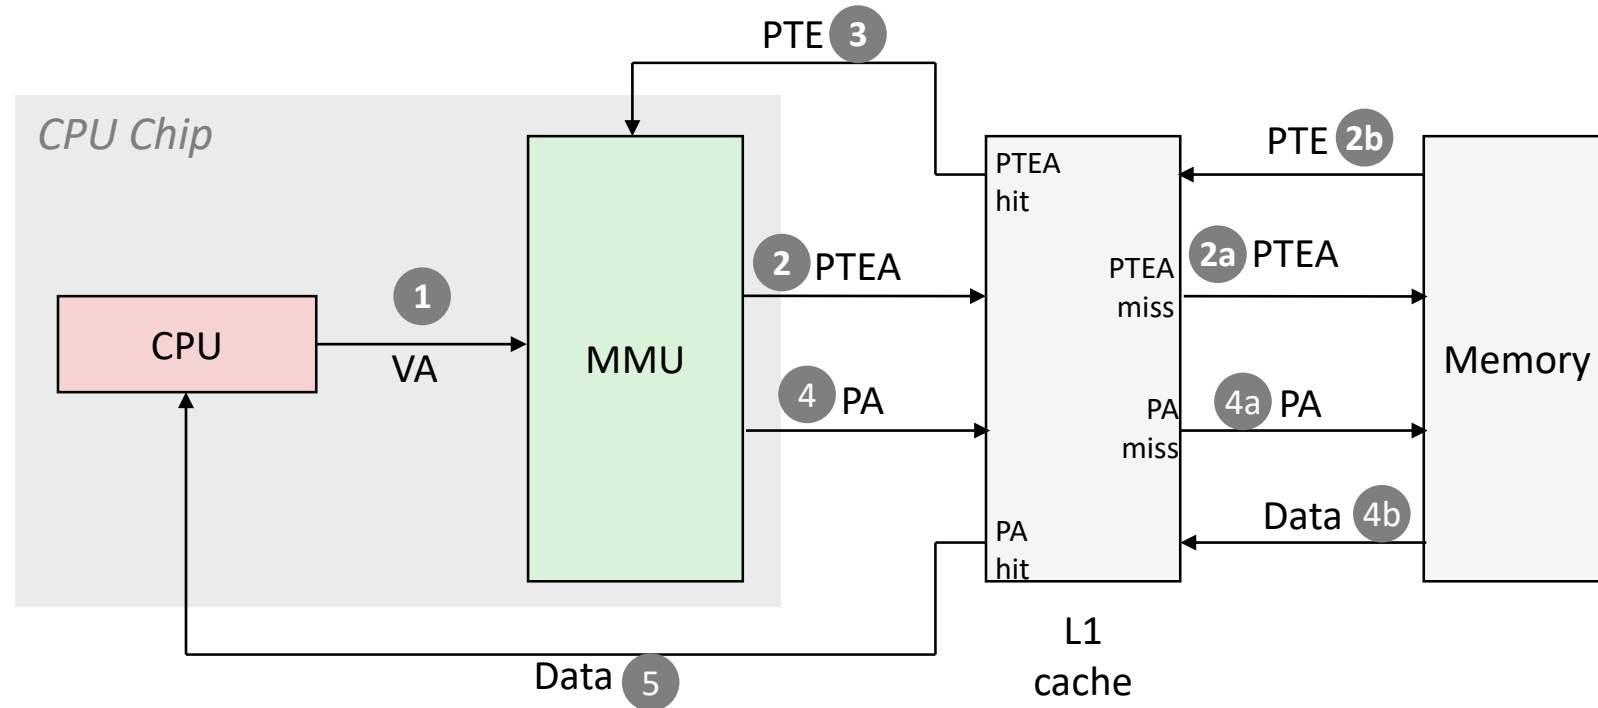 PTE 3
CPU Chip
PTEA
hit
PTE 2b
2 PTEA
PTEA
miss
2a PTEA
1
VA
CPU
MMU
Memory
4 PA
PA
miss
4a PA
PA
hit
Data 4b
L1
cache
Data 5